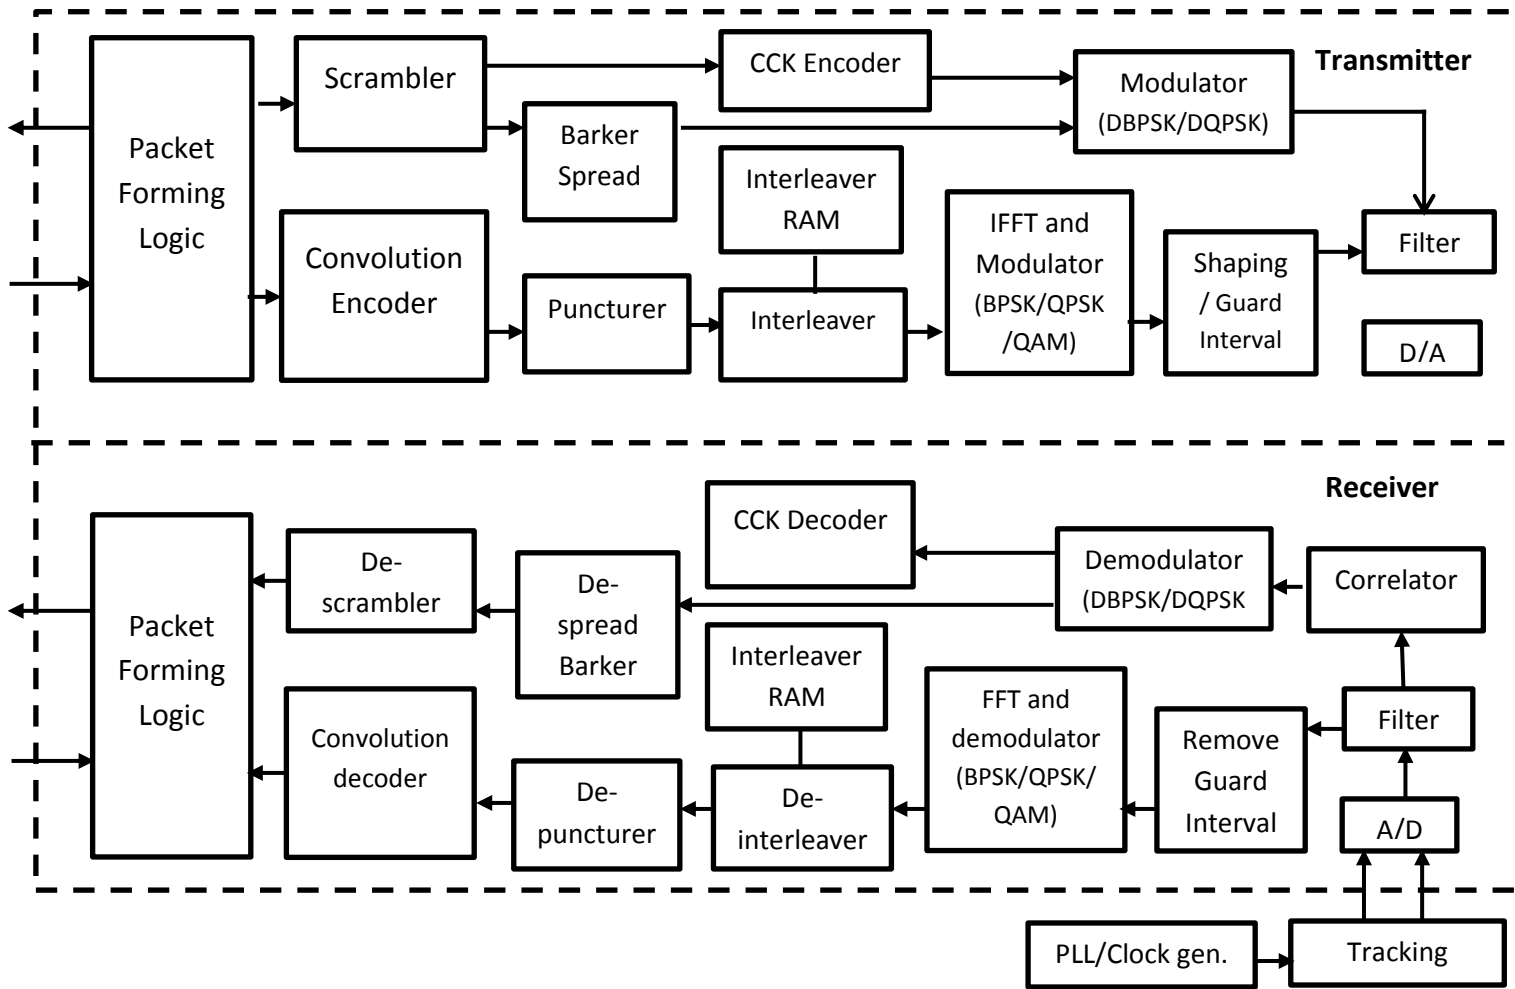 Transmitter
Packet
Forming
Logic
Scrambler
CCK Encoder
Modulator
(DBPSK/DQPSK)
Barker
Spread
Interleaver
RAM
Convolution
Encoder
Puncturer
Interleaver
IFFT and
Modulator
(BPSK/QPSK
/QAM)
Shaping
/ Guard
Interval
Filter
D/A
Receiver
Packet
Forming
Logic
De-
scrambler
De-
spread
Barker
CCK Decoder
Demodulator
(DBPSK/DQPSK
Correlator
Interleaver
RAM
Convolution
decoder
De-
puncturer
De-
interleaver
FFT and
demodulator
(BPSK/QPSK/
QAM)
Remove
Guard
Interval
Filter
A/D
PLL/Clock gen.
Tracking